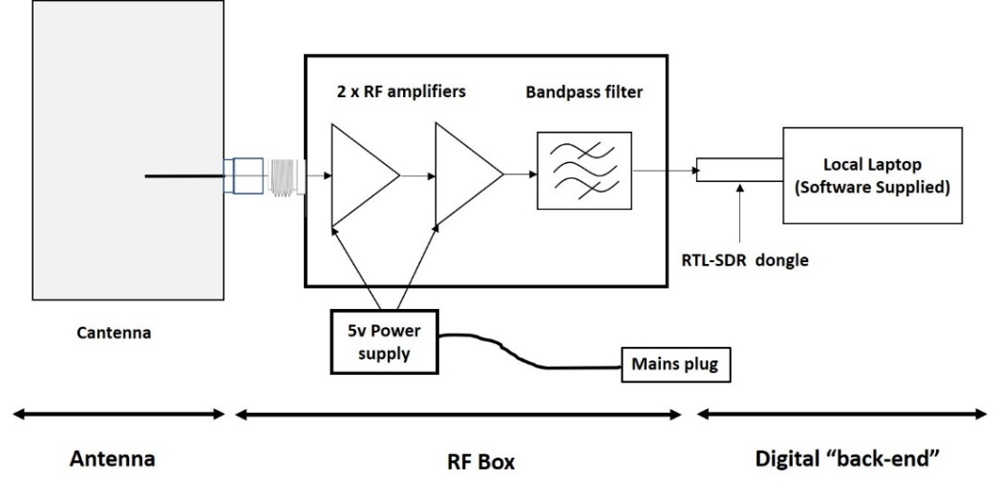 2 x RF amplifiers
Bandpass filter
Local Laptop
(Software Supplied)
RTL-SDR dongle
Cantenna
5v Power
supply
Mains plug
Antenna
RF Box
Digital “back-end”